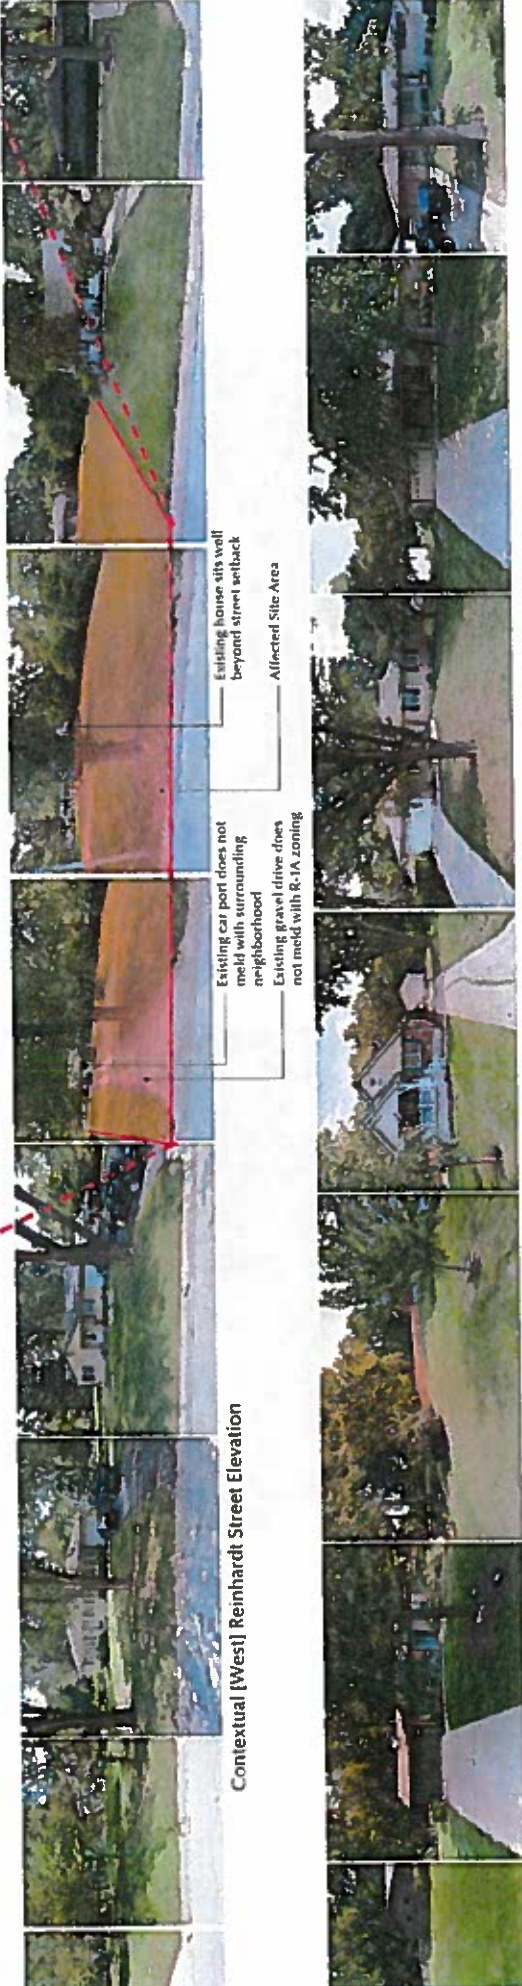 Existing car port does not
meld with surrounding
neighborhood
Existing gravel drive does
not meld with R-1A zoning
Existing house sits well
beyond street setback
Affected Site Area
Contextual [West] Reinhardt Street Elevation